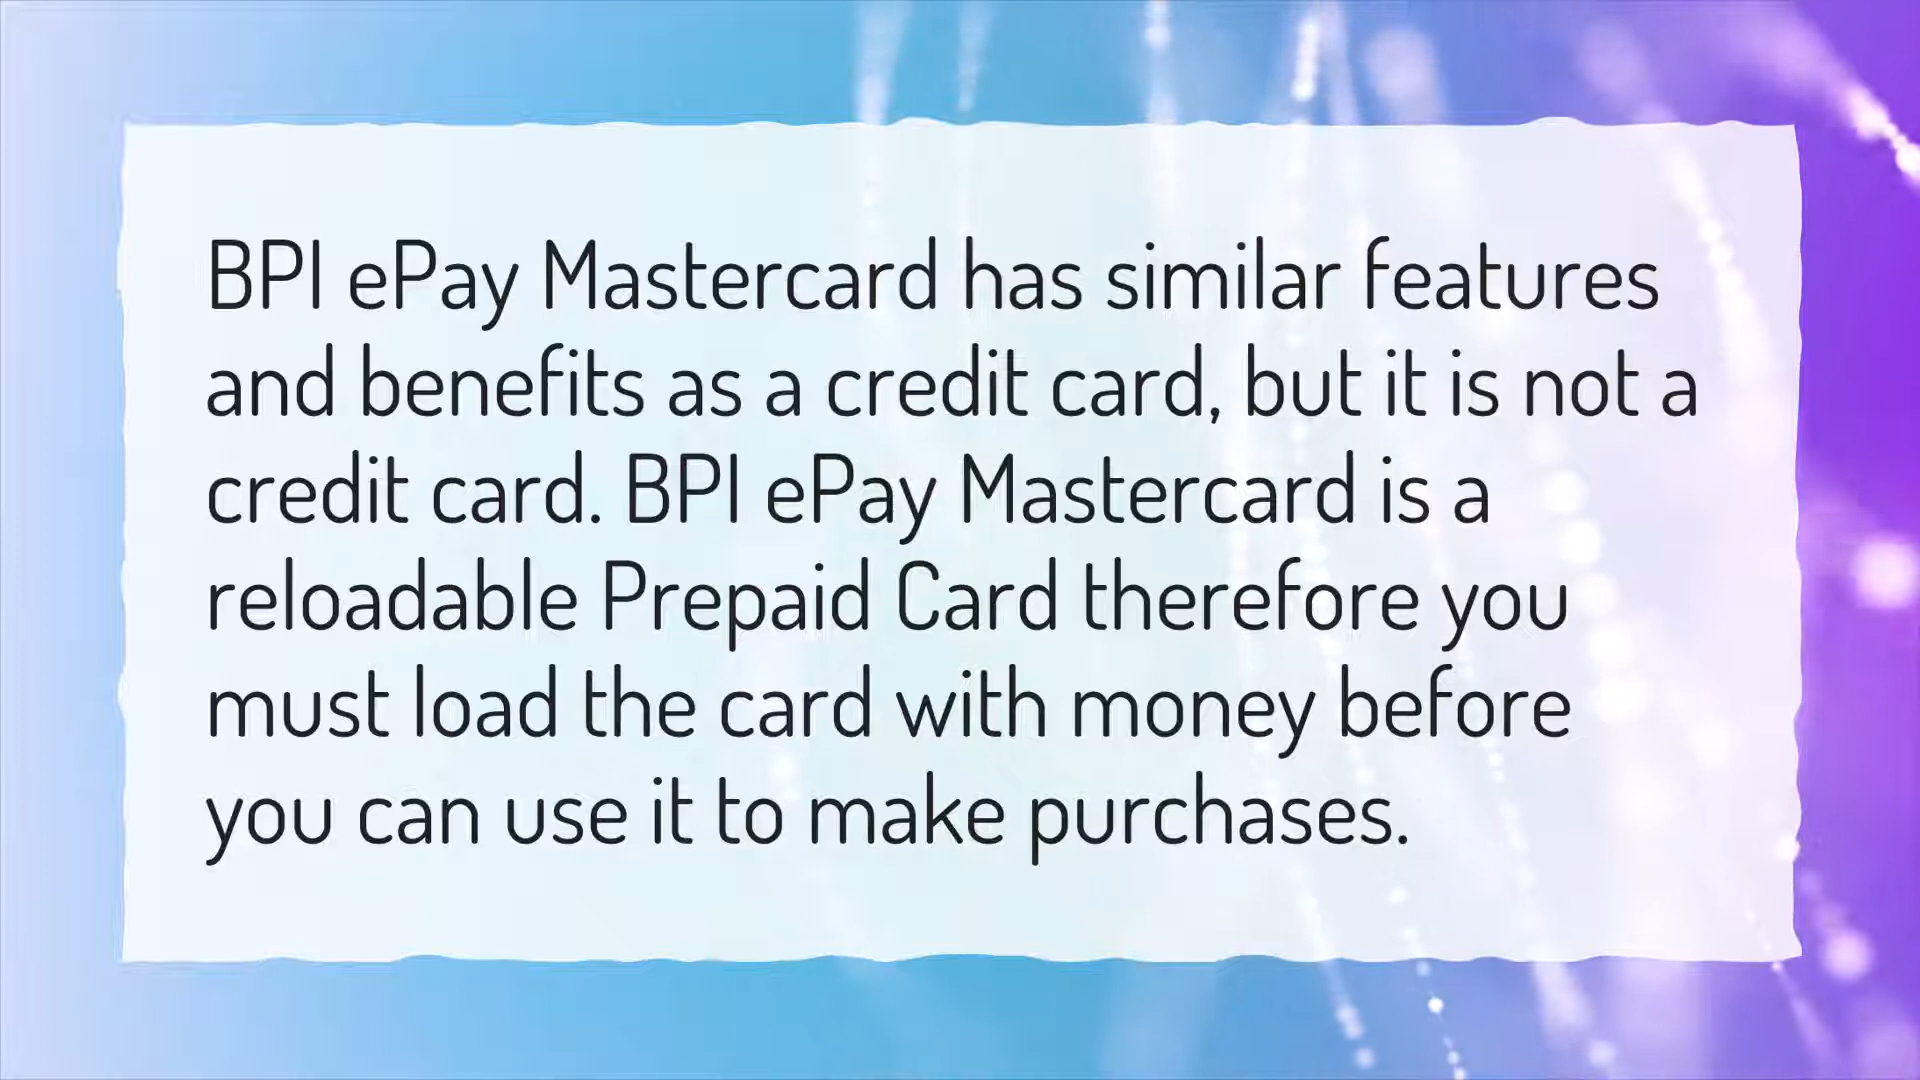 BPI ePay Mastercard has similar features
and benefits as a credit card, but it is not a
credit card. BPI ePay Mastercard is a
reloadable Prepaid Card therefore you
must load the card with money before
you can use it to make purchases.